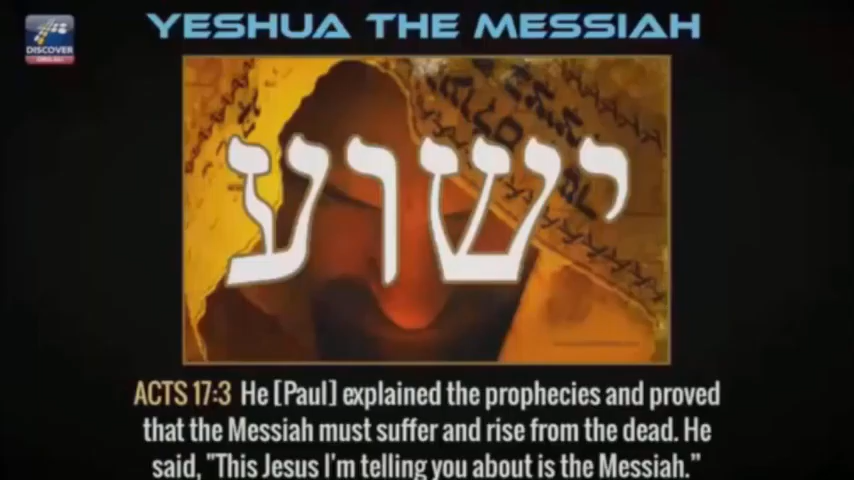 DISCOVER
YESHUA THE MESSIAH
ישוע
ACTS 17:3 He [Paul] explained the prophecies and proved
that the Messiah must suffer and rise from the dead. He
said, "This Jesus I'm telling you about is the Messiah.”